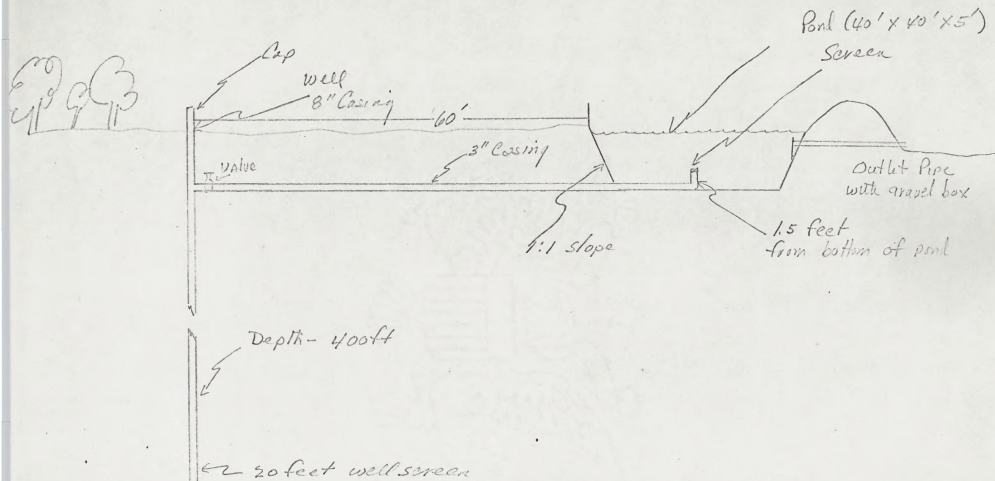 Pond (40' x 40' x 5')
Screen
Cap
Well
8" Casing
60'
3" Casing
Valve
Outlet Pipe
with gravel box
1:1 slope
1.5 feet
from bottom of pond
Depth - 400ft
20 feet well screen